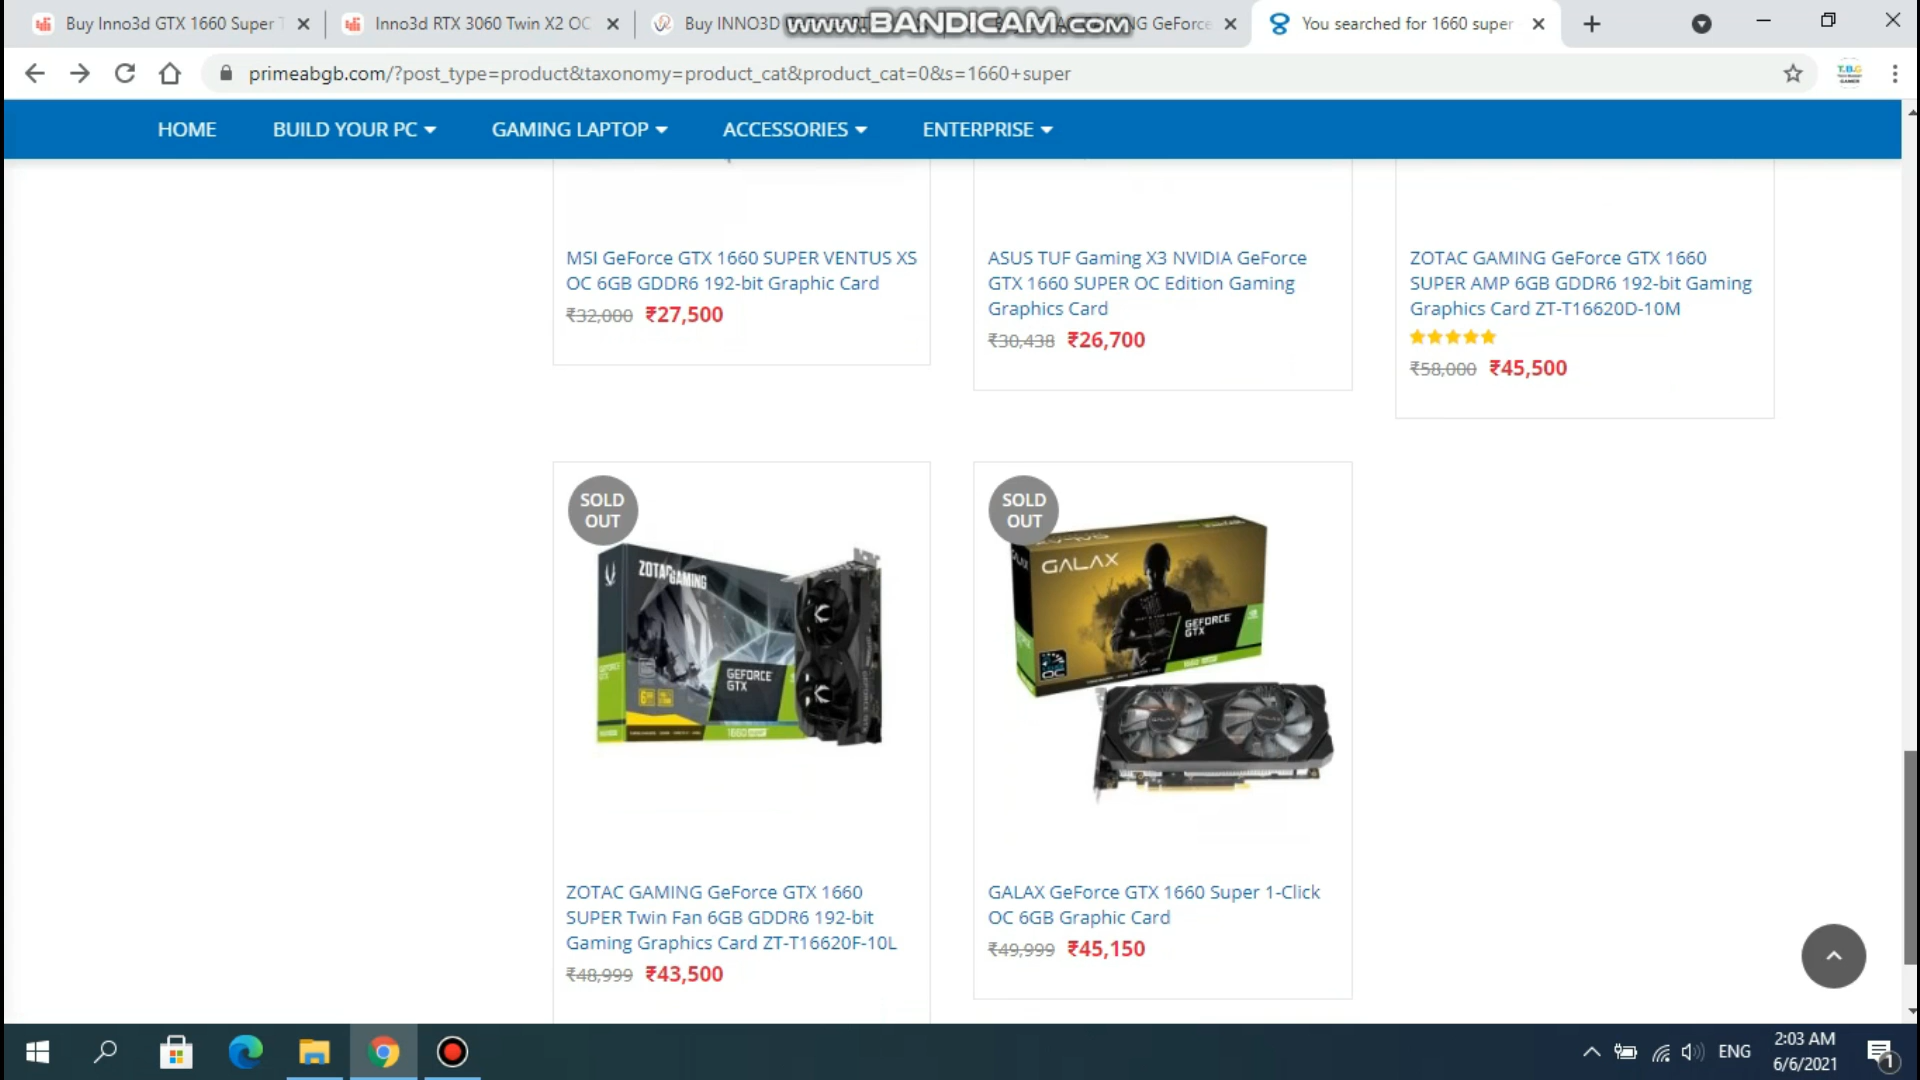 Buy Inno3d GTX 1660 Super
Inno3d RTX 3060 Twin X2 OC
Buy INNO3D
www.BANDICAM.com
NG GeForce
You searched for 1660 super
primeabgb.com/?post_type=product&taxonomy=product_cat&product_cat=0&s=1660+super
T.B.G
GAMER
HOME
BUILD YOUR PC
GAMING LAPTOP
ACCESSORIES
ENTERPRISE
MSI GeForce GTX 1660 SUPER VENTUS XS
OC 6GB GDDR6 192-bit Graphic Card
₹32,000 ₹27,500
ASUS TUF Gaming X3 NVIDIA GeForce
GTX 1660 SUPER OC Edition Gaming
Graphics Card
₹30,438 ₹26,700
ZOTAC GAMING GeForce GTX 1660
SUPER AMP 6GB GDDR6 192-bit Gaming
Graphics Card ZT-T16620D-10M
₹58,000 ₹45,500
SOLD
OUT
ZOTAC GAMING
GEFORCE
GTX
1660 SUPER
ZOTAC GAMING GeForce GTX 1660
SUPER Twin Fan 6GB GDDR6 192-bit
Gaming Graphics Card ZT-T16620F-10L
₹48,999 ₹43,500
SOLD
OUT
GALAX
GEFORCE
GTX
OC
GALAX GeForce GTX 1660 Super 1-Click
OC 6GB Graphic Card
₹49,999 ₹45,150
ENG
2:03 AM
6/6/2021
1